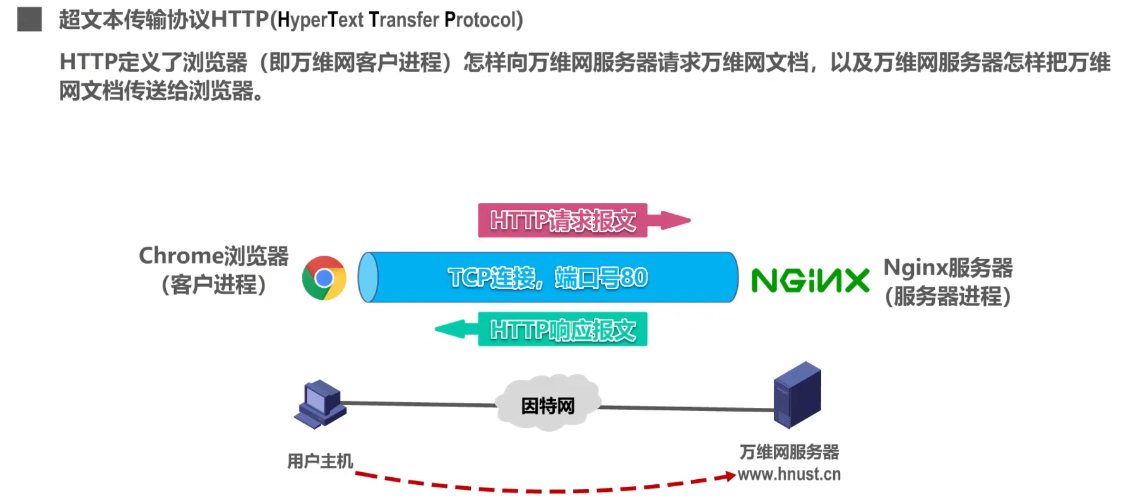 超文本传输协议HTTP(HyperText Transfer Protocol)
HTTP定义了浏览器（即万维网客户进程）怎样向万维网服务器请求万维网文档，以及万维网服务器怎样把万维
网文档传送给浏览器。
HTTP请求报文
Chrome浏览器
（客户进程）
TCP连接，端口号80
NGINX
Nginx服务器
（服务器进程）
HTTP响应报文
因特网
用户主机
万维网服务器
www.hnust.cn